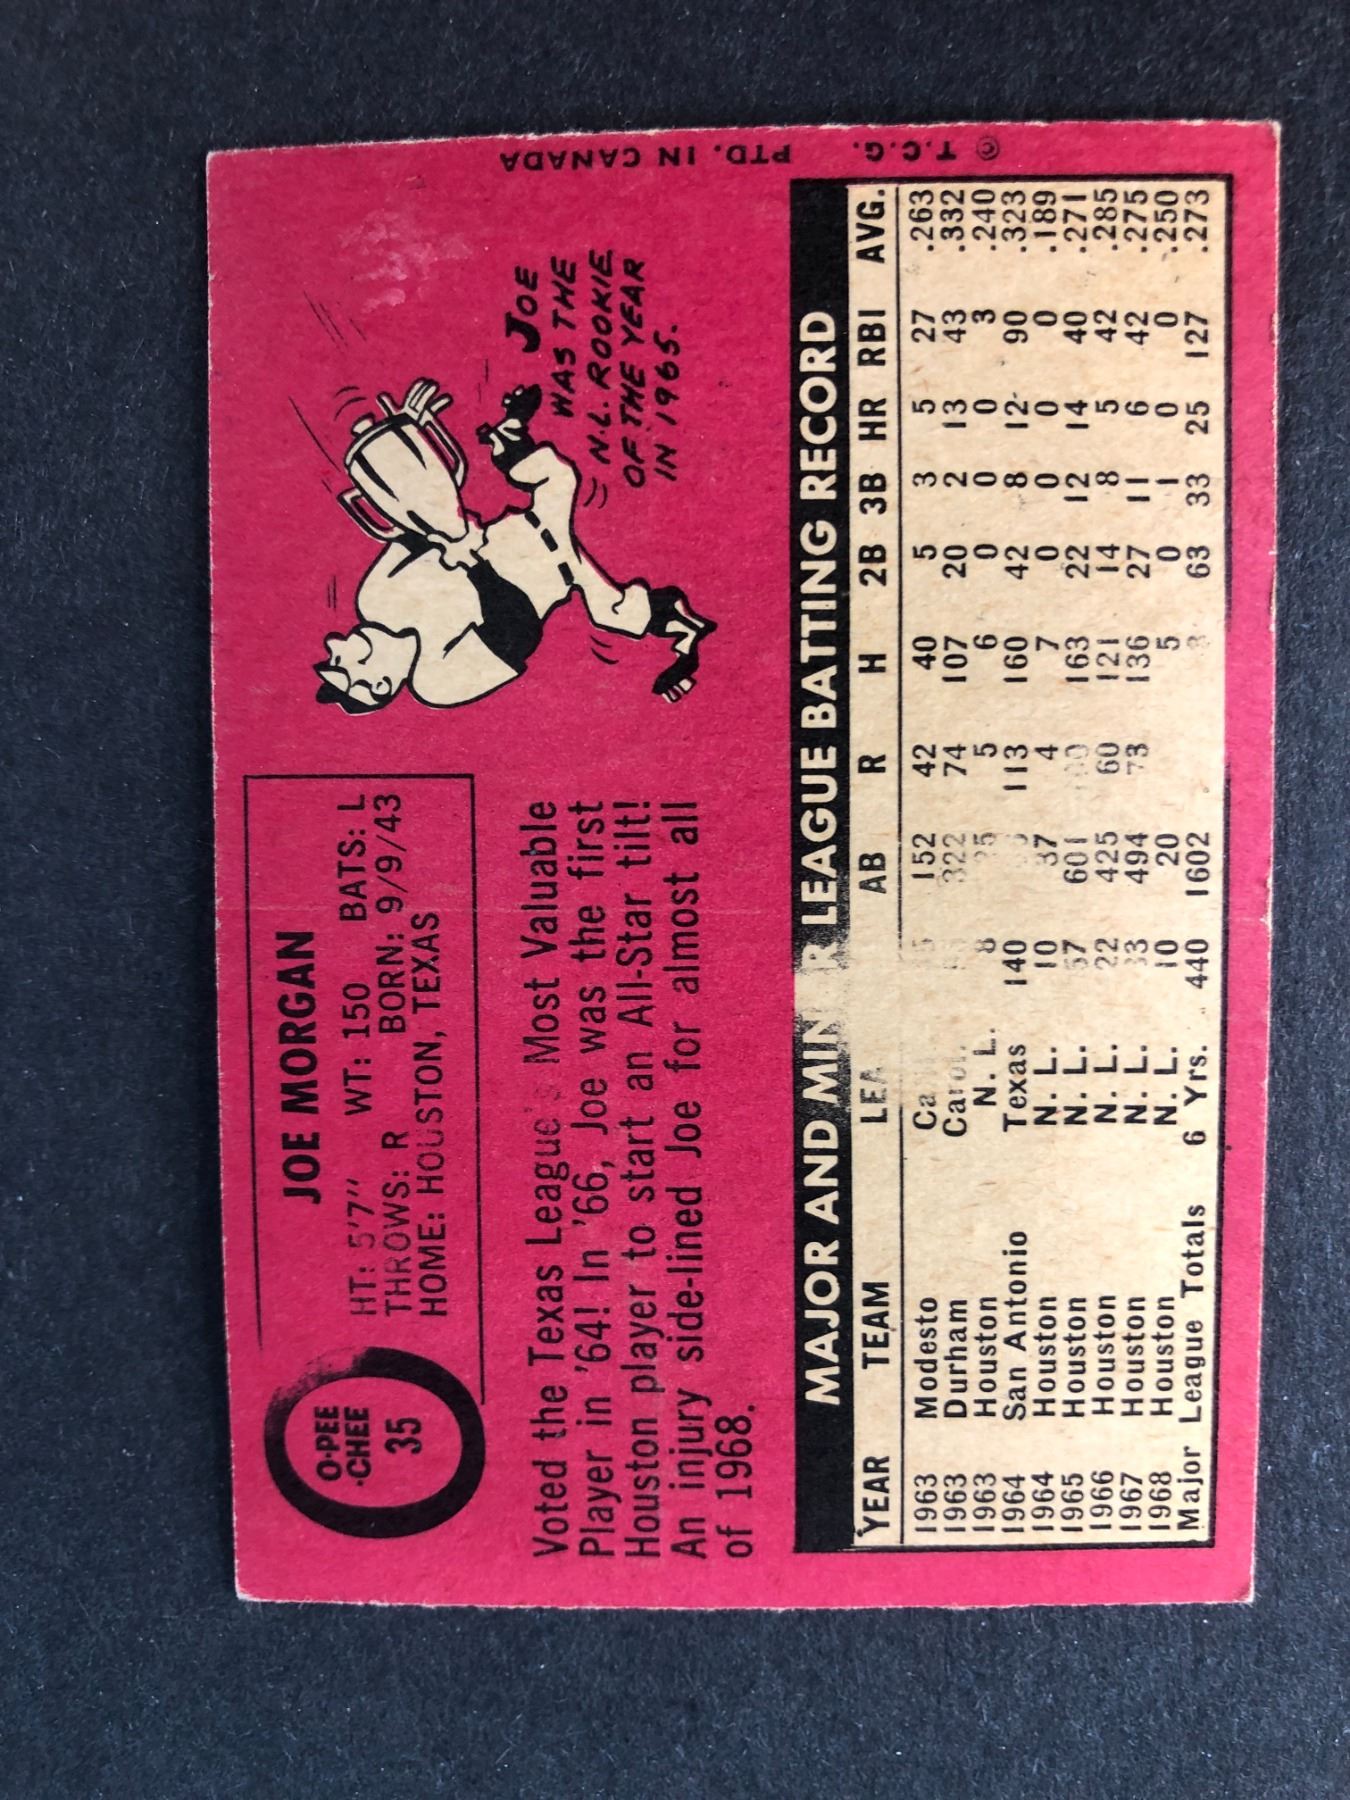 O-PEE
-CHEE
35
JOE MORGAN
HT: 5'7" WT: 150 BATS: L
THROWS: R BORN: 9/9/43
HOME: HOUSTON, TEXAS
Voted the Texas League's Most Valuable
Player in '64! In '66, Joe was the first
Houston player to start an All-Star tilt!
An injury side-lined Joe for almost all
of 1968.
JOE
WAS THE
N.L. ROOKIE
OF THE YEAR
IN 1965.
MAJOR AND MINOR LEAGUE BATTING RECORD
YEAR TEAM AB R H 2B 3B HR RBI AVG.
1963 Modesto 152 42 40 5 3 5 27 .263
1963 Durham 322 74 107 20 2 13 43 .332
1963 Houston N. L. 8 25 5 6 0 0 0 3 .240
1964 San Antonio Texas 140 113 160 42 8 12 90 .323
1964 Houston N. L. 10 37 4 7 0 0 0 0 .189
1965 Houston N. L. 57 601 163 22 12 14 40 .271
1966 Houston N. L. 22 425 60 121 14 8 5 42 .285
1967 Houston N. L. 33 494 73 136 27 11 6 42 .275
1968 Houston N. L. 10 20 5 0 1 0 0 .250
Major League Totals 6 Yrs. 440 1602 63 33 25 127 .273
© T.C.G. PTD. IN CANADA